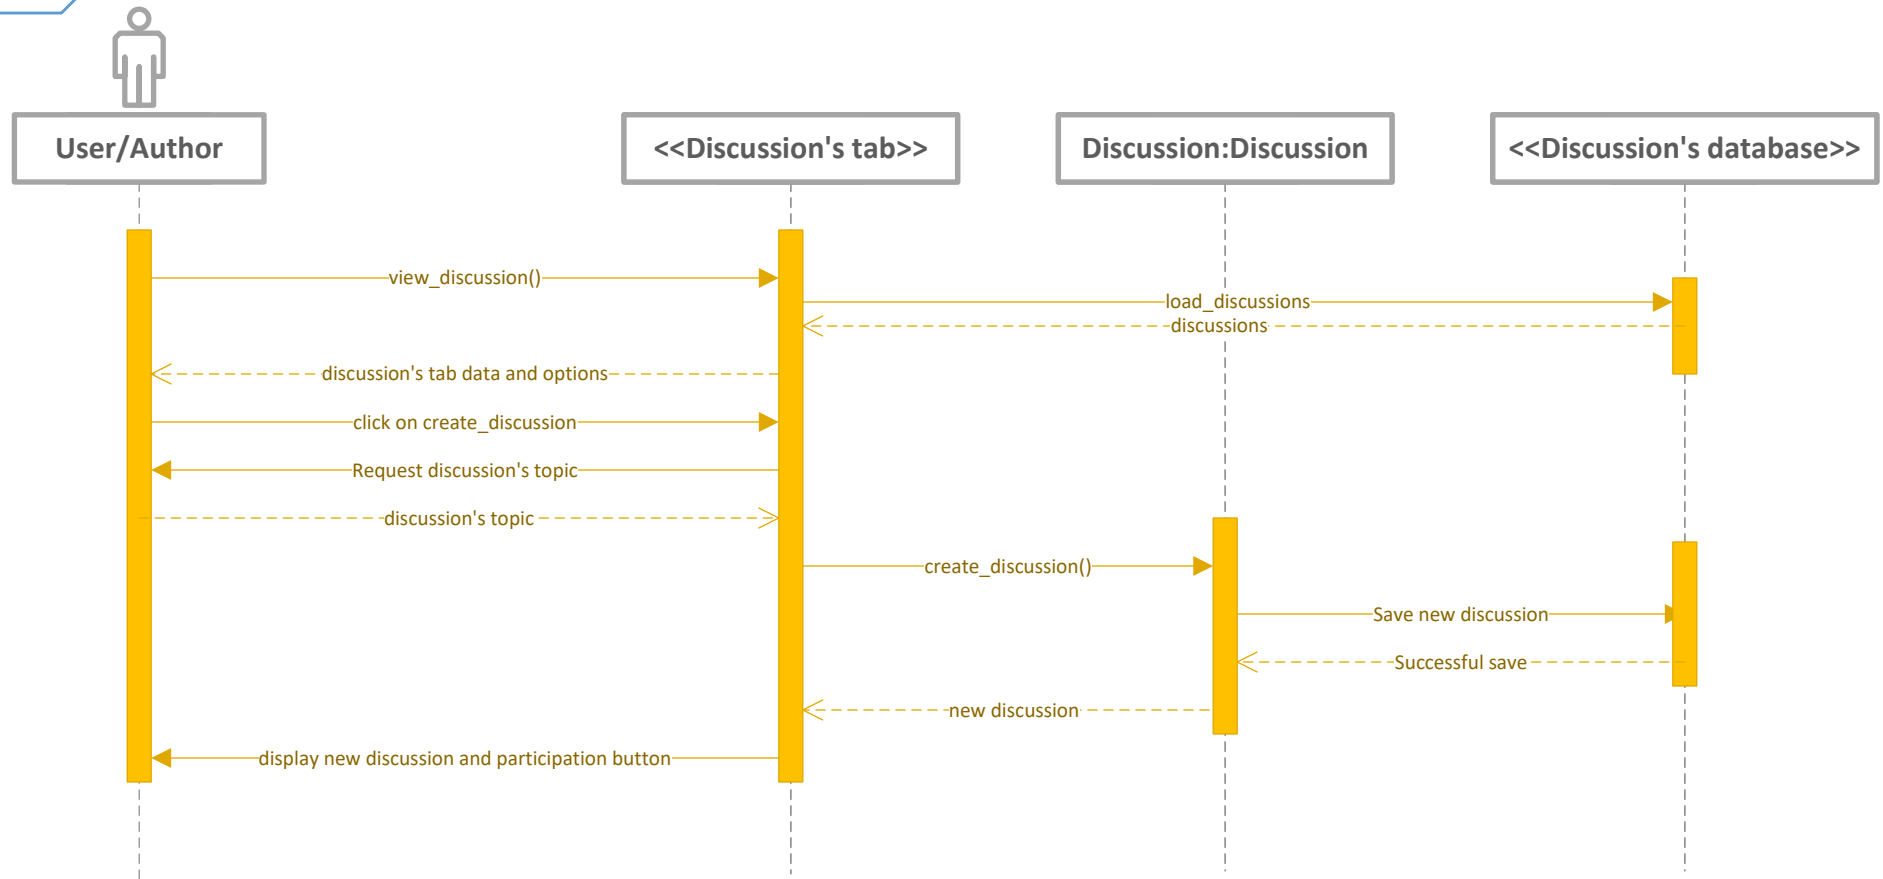 User/Author
<<Discussion's tab>>
Discussion:Discussion
<<Discussion's database>>
view_discussion()
load_discussions
discussions
discussion's tab data and options
click on create_discussion
Request discussion's topic
discussion's topic
create_discussion()
Save new discussion
Successful save
new discussion
display new discussion and participation button